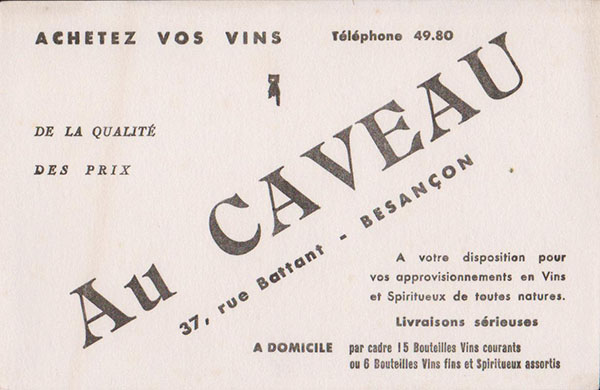 ACHETEZ VOS VINS Téléphone 49.80
DE LA QUALITÉ
DES PRIX
Au CAVEAU
37, rue Battant - BESANÇON
A votre disposition pour
vos approvisionnements en Vins
et Spiritueux de toutes natures.
Livraisons sérieuses
A DOMICILE par cadre 15 Bouteilles Vins courants
ou 6 Bouteilles Vins fins et Spiritueux assortis